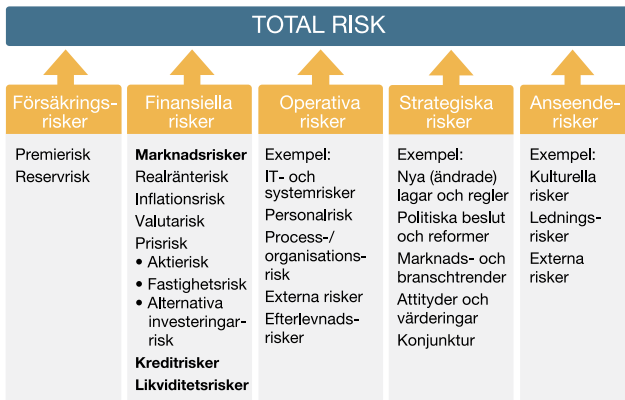 TOTAL RISK
Försäkrings-
risker
Premierisk
Reservrisk
Finansiella
risker
Marknadsrisker
Realränterisk
Inflationsrisk
Valutarisk
Prisrisk
• Aktierisk
• Fastighetsrisk
• Alternativa
investeringar-
risk
Kreditrisker
Likviditetsrisker
Operativa
risker
Exempel:
IT- och
systemrisker
Personalrisk
Process-/
organisations-
risk
Externa risker
Efterlevnads-
risker
Strategiska
risker
Exempel:
Nya (ändrade)
lagar och regler
Politiska beslut
och reformer
Marknads- och
branschtrender
Attityder och
värderingar
Konjunktur
Anseende-
risker
Exempel:
Kulturella
risker
Lednings-
risker
Externa
risker